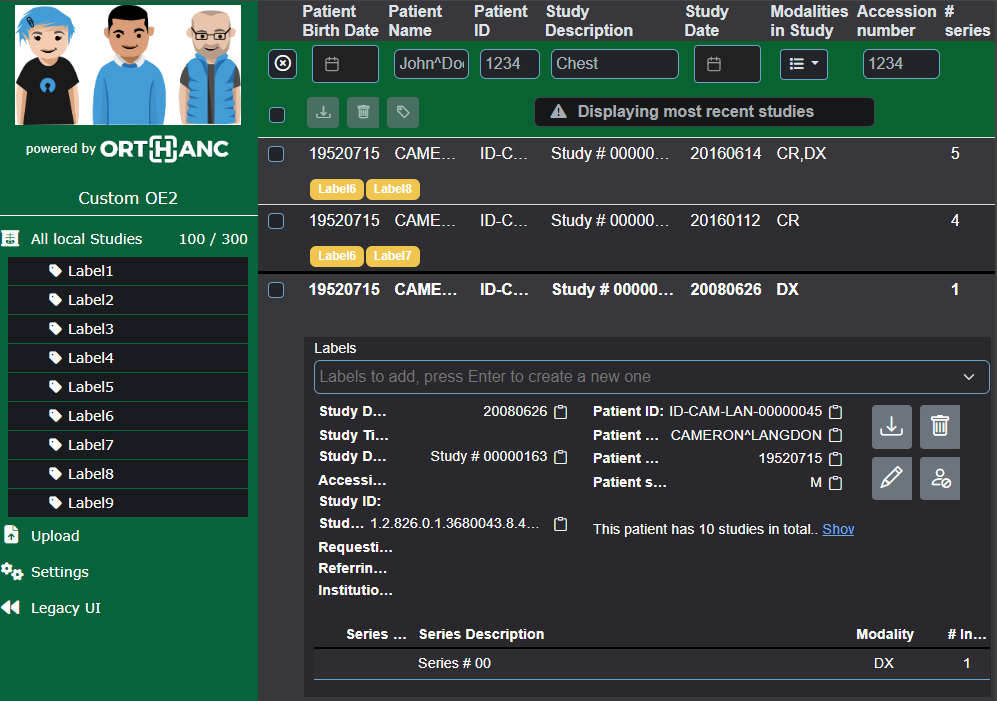 powered by ORTHANC
Custom OE2
All local Studies 100 / 300
Label1
Label2
Label3
Label4
Label5
Label6
Label7
Label8
Label9
Upload
Settings
Legacy UI
Patient Birth Date Patient Name Patient ID Study Description Study Date Modalities in Study Accession number # series
John^Do 1234 Chest 1234
Displaying most recent studies
19520715 CAME... ID-C... Study # 00000... 20160614 CR,DX 5
Label6 Label8
19520715 CAME... ID-C... Study # 00000... 20160112 CR 4
Label6 Label7
19520715 CAME... ID-C... Study # 00000... 20080626 DX 1
Labels
Labels to add, press Enter to create a new one
Study D... 20080626
Study Ti...
Study D... Study # 00000163
Accessi...
Study ID:
Stud... 1.2.826.0.1.3680043.8.4...
Requesti...
Referrin...
Institutio...
Patient ID: ID-CAM-LAN-00000045
Patient ... CAMERON^LANGDON
Patient ... 19520715
Patient s... M
This patient has 10 studies in total.. Show
Series ... Series Description Modality # In...
Series # 00 DX 1